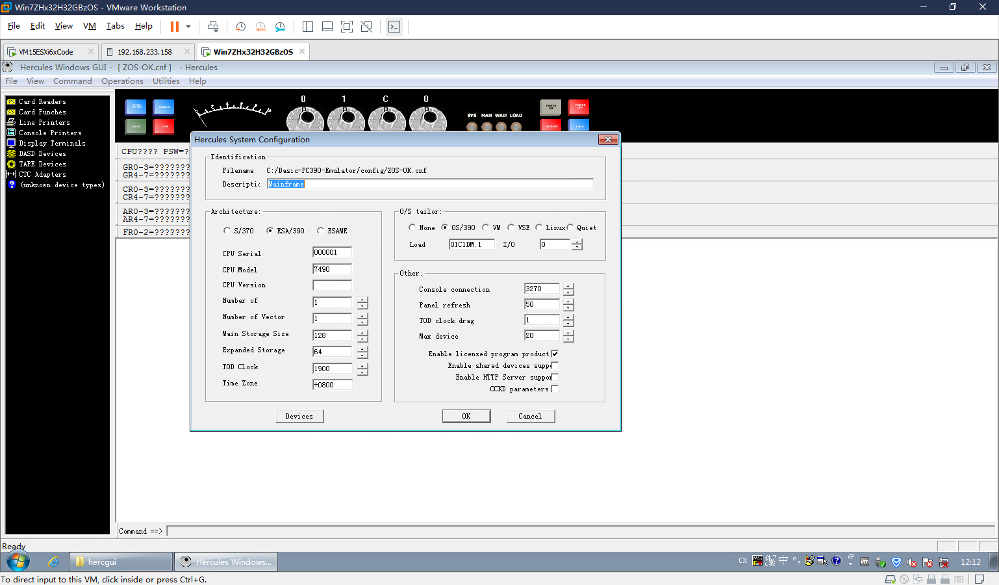 Win7ZHx32H32GBzOS - VMware Workstation
File Edit View VM Tabs Help
VM15ESXi6xCode
192.168.233.158
Win7ZHx32H32GBzOS
Hercules Windows GUI - [ ZOS-OK.cnf ] - Hercules
File View Command Operations Utilities Help
Card Readers
Card Punches
Line Printers
Console Printers
Display Terminals
DASD Devices
TAPE Devices
CTC Adapters
(unknown device types)
0 1 C 0
SYS MAN WAIT LOAD
POWER ON
POWER OFF
CPU???? PSW=?
GR0-3=???????
GR4-7=???????
CR0-3=???????
CR4-7=???????
AR0-3=???????
AR4-7=???????
FR0-2=???????
Hercules System Configuration
Identification
Filename C:/Basic-PC390-Emulator/config/ZOS-OK.cnf
Descriptic Mainframe
Architecture:
S/370 ESA/390 ESAME
CPU Serial 000001
CPU Model 7490
CPU Version
Number of 1
Number of Vector 1
Main Storage Size 128
Expanded Storage 64
TOD Clock 1900
Time Zone +0800
O/S tailor:
None OS/390 VM VSE Linux Quiet
Load 01C1DM.1 I/O 0
Other:
Console connection 3270
Panel refresh 50
TOD clock drag 1
Max device 20
Enable licensed program product
Enable shared devices supp
Enable HTTP Server suppor
CCKD parameters
Devices OK Cancel
Command ==>
Ready
hercgui
Hercules Windows...
CH
中
12:12
To direct input to this VM, click inside or press Ctrl+G.